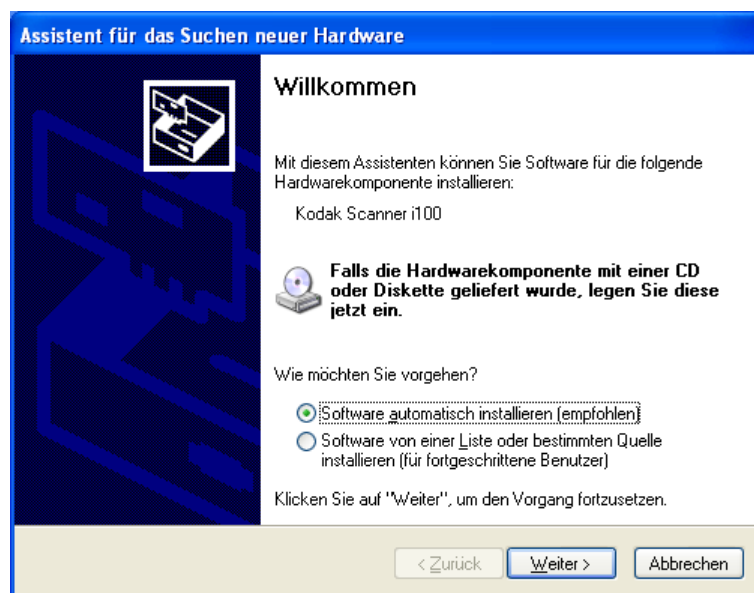 Assistent für das Suchen neuer Hardware
Willkommen
Mit diesem Assistenten können Sie Software für die folgende
Hardwarekomponente installieren:
Kodak Scanner i100
Falls die Hardwarekomponente mit einer CD
oder Diskette geliefert wurde, legen Sie diese
jetzt ein.
Wie möchten Sie vorgehen?
Software automatisch installieren (empfohlen)
Software von einer Liste oder bestimmten Quelle
installieren (für fortgeschrittene Benutzer)
Klicken Sie auf "Weiter", um den Vorgang fortzusetzen.
< Zurück Weiter > Abbrechen